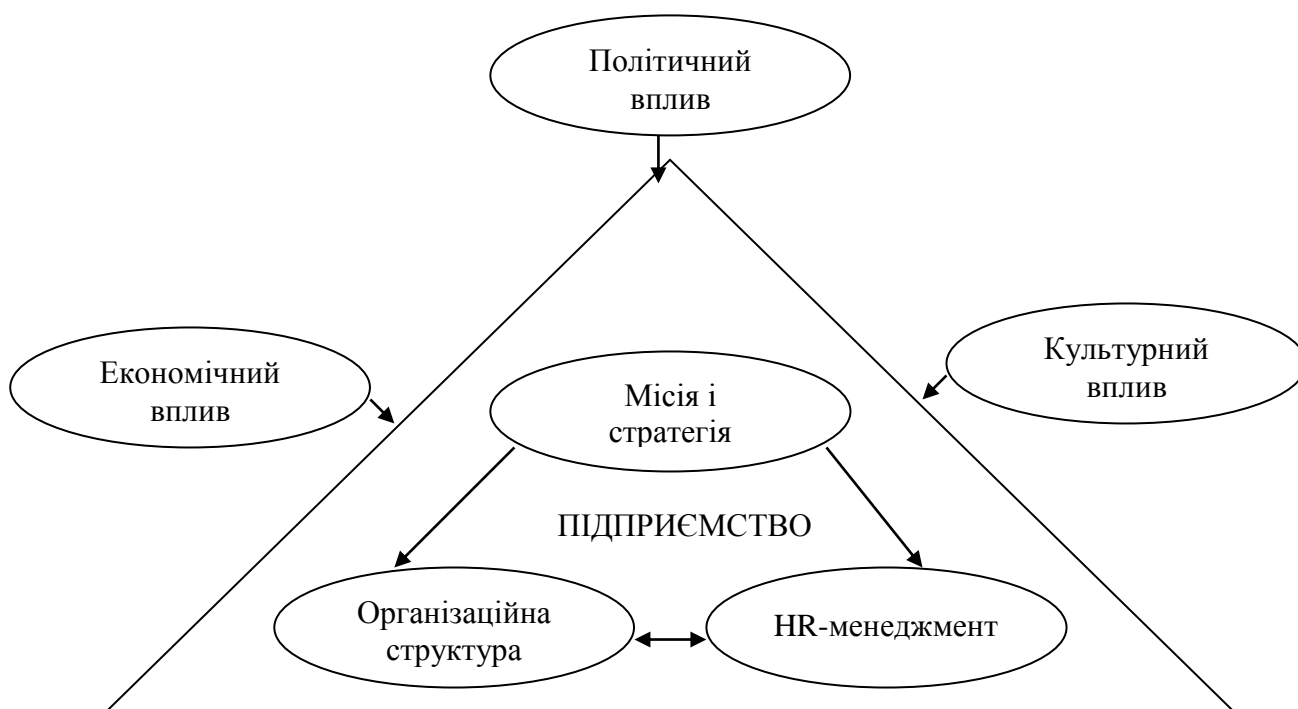 Політичний
вплив
Економічний
вплив
Культурний
вплив
Місія і
стратегія
ПІДПРИЄМСТВО
Організаційна
структура
HR-менеджмент